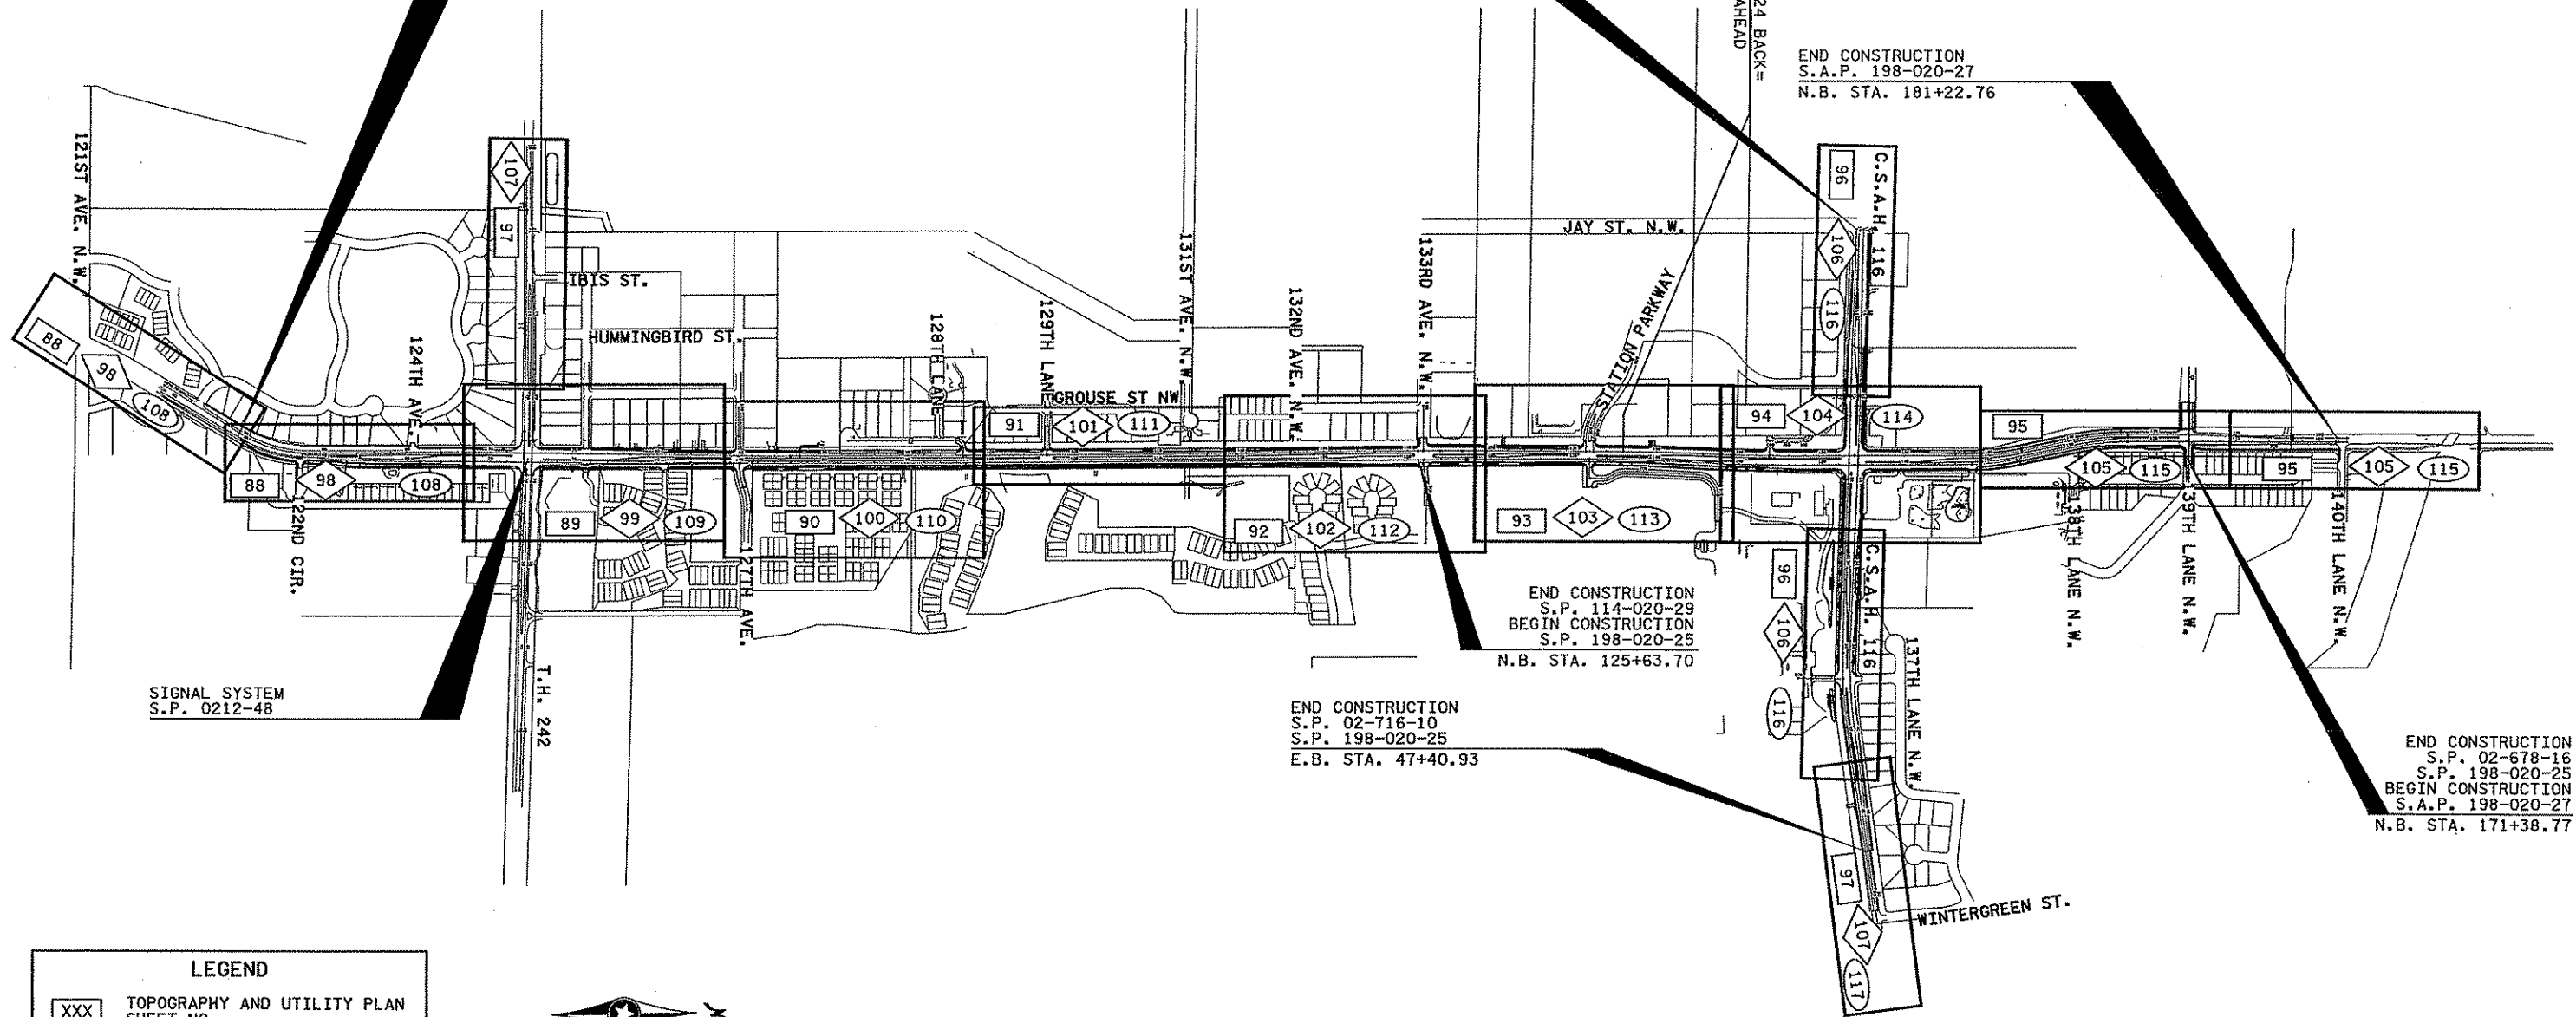 24 BACK=
AHEAD
END CONSTRUCTION
S.A.P. 198-020-27
N.B. STA. 181+22.76
121ST AVE. N.W.
107
97
IBIS ST.
HUMMINGBIRD ST.
124TH AVE.
128TH LANE
129TH LANE
GROUSE ST NW
131ST AVE. N.W.
132ND AVE. N.W.
133RD AVE. N.W.
JAY ST. N.W.
STATION PARKWAY
C.S.A.H. 116
96
106
116
88
98
108
88
98
108
122ND CIR.
89
99
109
90
100
110
127TH AVE.
91
101
111
92
102
112
93
103
113
94
104
114
95
105
115
95
105
115
138TH LANE N.W.
139TH LANE N.W.
140TH LANE N.W.
C.S.A.H. 116
96
106
116
137TH LANE N.W.
97
107
117
WINTERGREEN ST.
T.H. 242
SIGNAL SYSTEM
S.P. 0212-48
END CONSTRUCTION
S.P. 114-020-29
BEGIN CONSTRUCTION
S.P. 198-020-25
N.B. STA. 125+63.70
END CONSTRUCTION
S.P. 02-716-10
S.P. 198-020-25
E.B. STA. 47+40.93
END CONSTRUCTION
S.P. 02-678-16
S.P. 198-020-25
BEGIN CONSTRUCTION
S.A.P. 198-020-27
N.B. STA. 171+38.77
LEGEND
XXX TOPOGRAPHY AND UTILITY PLAN
SHEET NO.